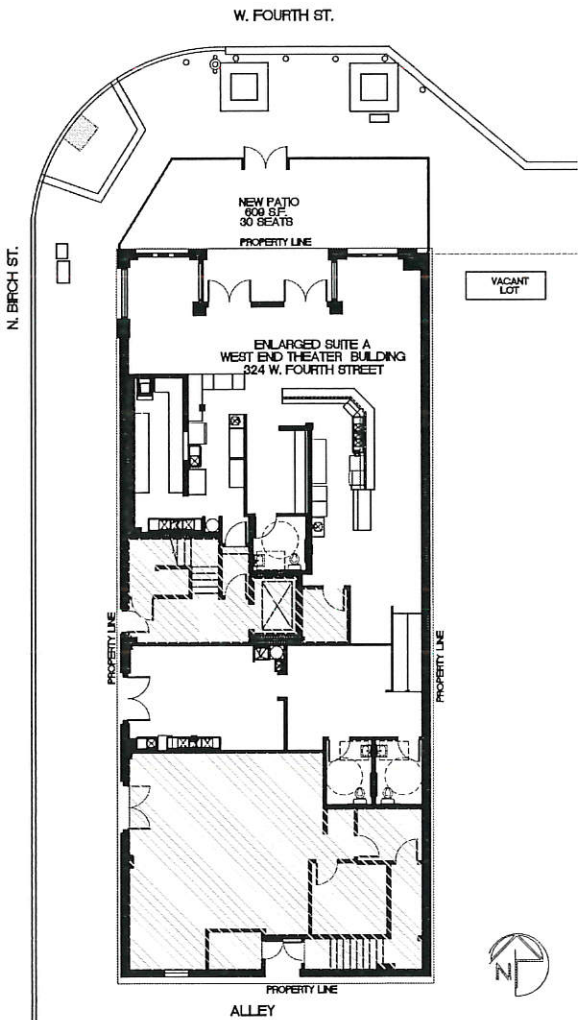 W. FOURTH ST.
NEW PATIO
609 S.F.
30 SEATS
PROPERTY LINE
N. BIRCH ST.
VACANT
LOT
ENLARGED SUITE A
WEST END THEATER BUILDING
324 W. FOURTH STREET
PROPERTY LINE
PROPERTY LINE
N
PROPERTY LINE
ALLEY